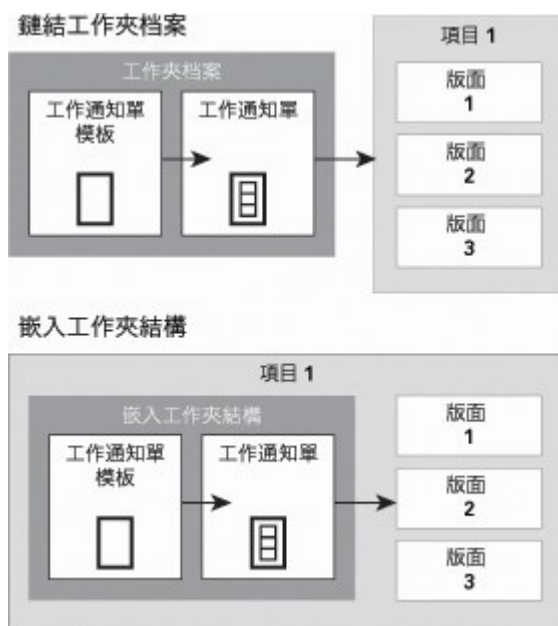 鏈結工作夾档案
項目 1
工作夾档案
工作通知單
模板
工作通知單
版面
1
版面
2
版面
3
嵌入工作夾結構
項目 1
嵌入工作夾結構
工作通知單
模板
工作通知單
版面
1
版面
2
版面
3